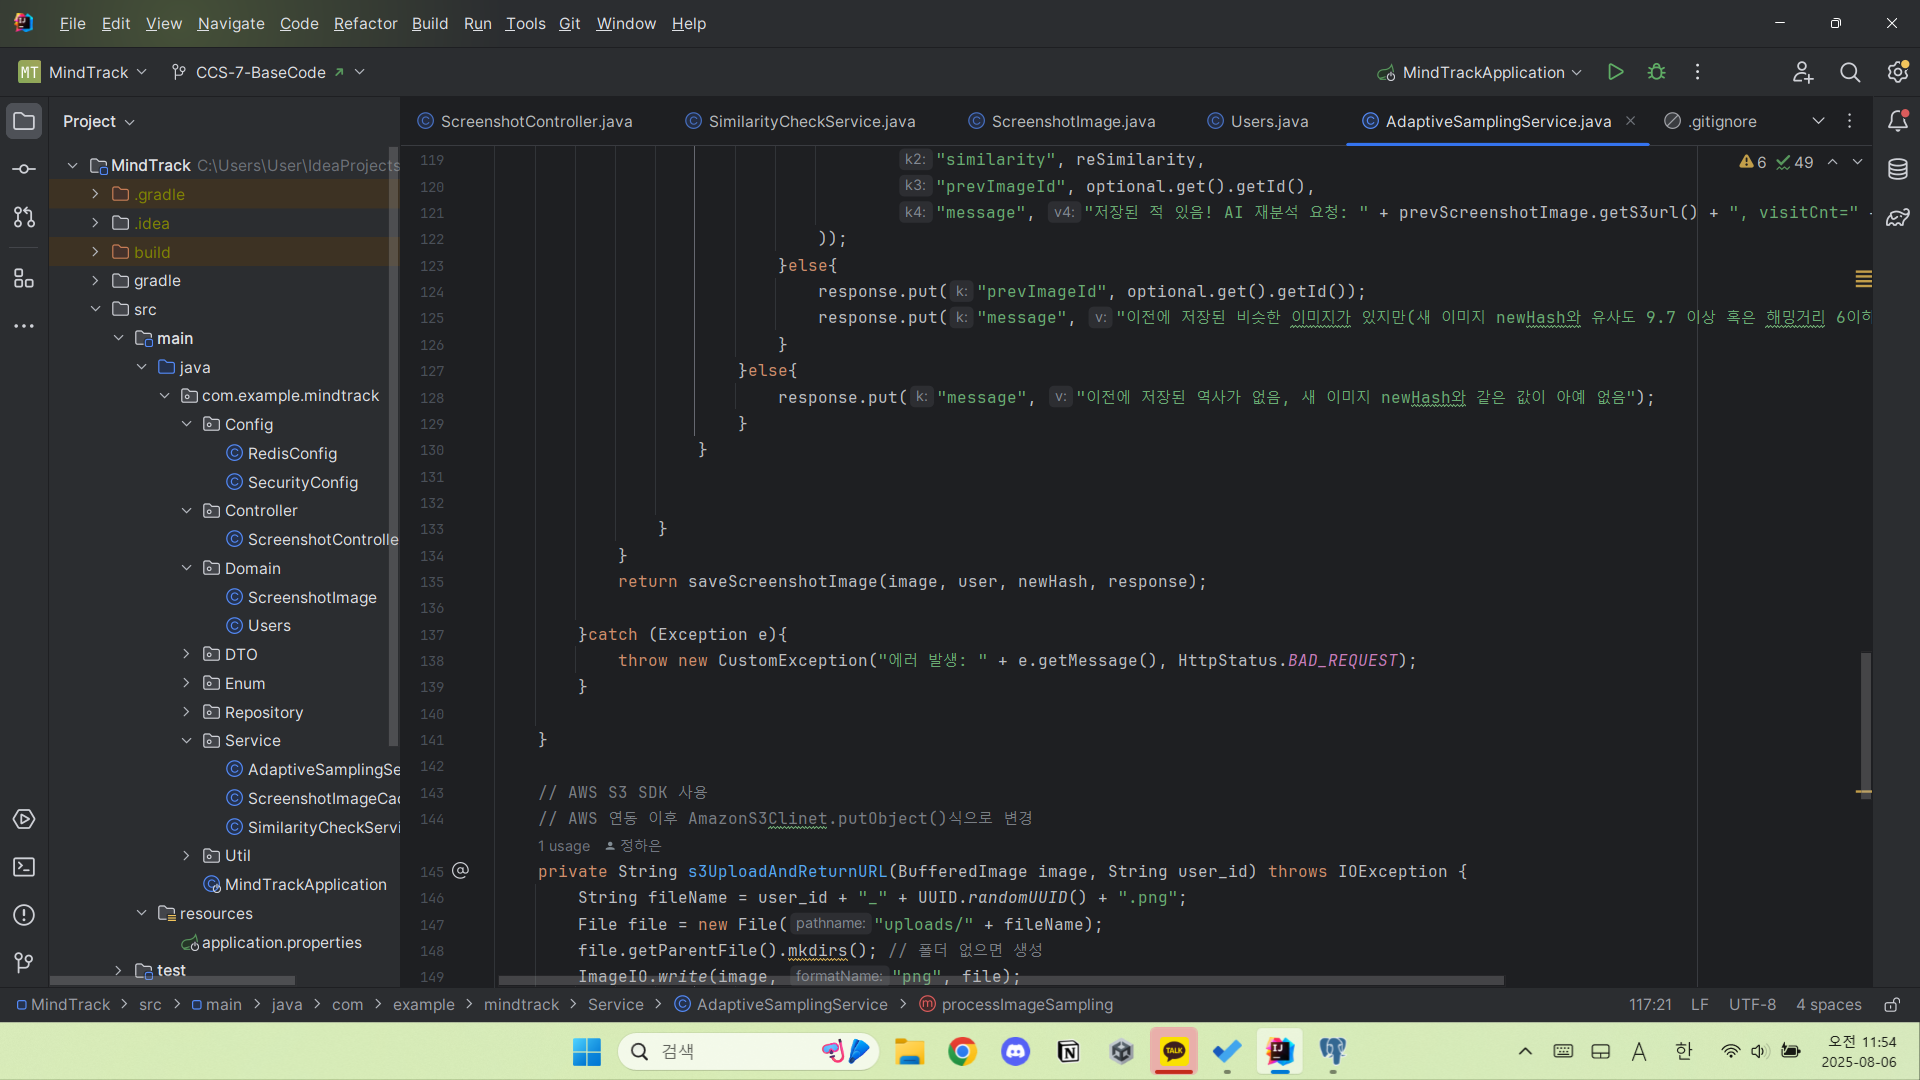 File Edit View Navigate Code Refactor Build Run Tools Git Window Help
MT MindTrack CCS-7-BaseCode MindTrackApplication
Project
ScreenshotController.java SimilarityCheckService.java ScreenshotImage.java Users.java AdaptiveSamplingService.java .gitignore
MindTrack C:\Users\User\IdeaProjects
.gradle
.idea
build
gradle
src
main
java
com.example.mindtrack
Config
RedisConfig
SecurityConfig
Controller
ScreenshotControlle
Domain
ScreenshotImage
Users
DTO
Enum
Repository
Service
AdaptiveSamplingSe
ScreenshotImageCac
SimilarityCheckServi
Util
MindTrackApplication
resources
application.properties
test
6 49
119 k2: "similarity", reSimilarity,
120 k3: "prevImageId", optional.get().getId(),
121 k4: "message", v4: "저장된 적 있음! AI 재분석 요청: " + prevScreenshotImage.getS3url() + ", visitCnt="
122 ));
123 }else{
124 response.put( k: "prevImageId", optional.get().getId());
125 response.put( k: "message", v: "이전에 저장된 비슷한 이미지가 있지만(새 이미지 newHash와 유사도 9.7 이상 혹은 해밍거리 6이하
126 }
127 }else{
128 response.put( k: "message", v: "이전에 저장된 역사가 없음, 새 이미지 newHash와 같은 값이 아예 없음");
129 }
130 }
131
132
133 }
134 }
135 return saveScreenshotImage(image, user, newHash, response);
136
137 }catch (Exception e){
138 throw new CustomException("에러 발생: " + e.getMessage(), HttpStatus.BAD_REQUEST);
139 }
140
141 }
142
143 // AWS S3 SDK 사용
144 // AWS 연동 이후 AmazonS3Clinet.putObject()식으로 변경
1 usage 정하은
145 @ private String s3UploadAndReturnURL(BufferedImage image, String user_id) throws IOException {
146 String fileName = user_id + "_" + UUID.randomUUID() + ".png";
147 File file = new File( pathname: "uploads/" + fileName);
148 file.getParentFile().mkdirs(); // 폴더 없으면 생성
149 ImageIO.write(image, formatName: "png", file);
MindTrack > src > main > java > com > example > mindtrack > Service > AdaptiveSamplingService > processImageSampling 117:21 LF UTF-8 4 spaces
검색 TALK A 한 오전 11:54
2025-08-06